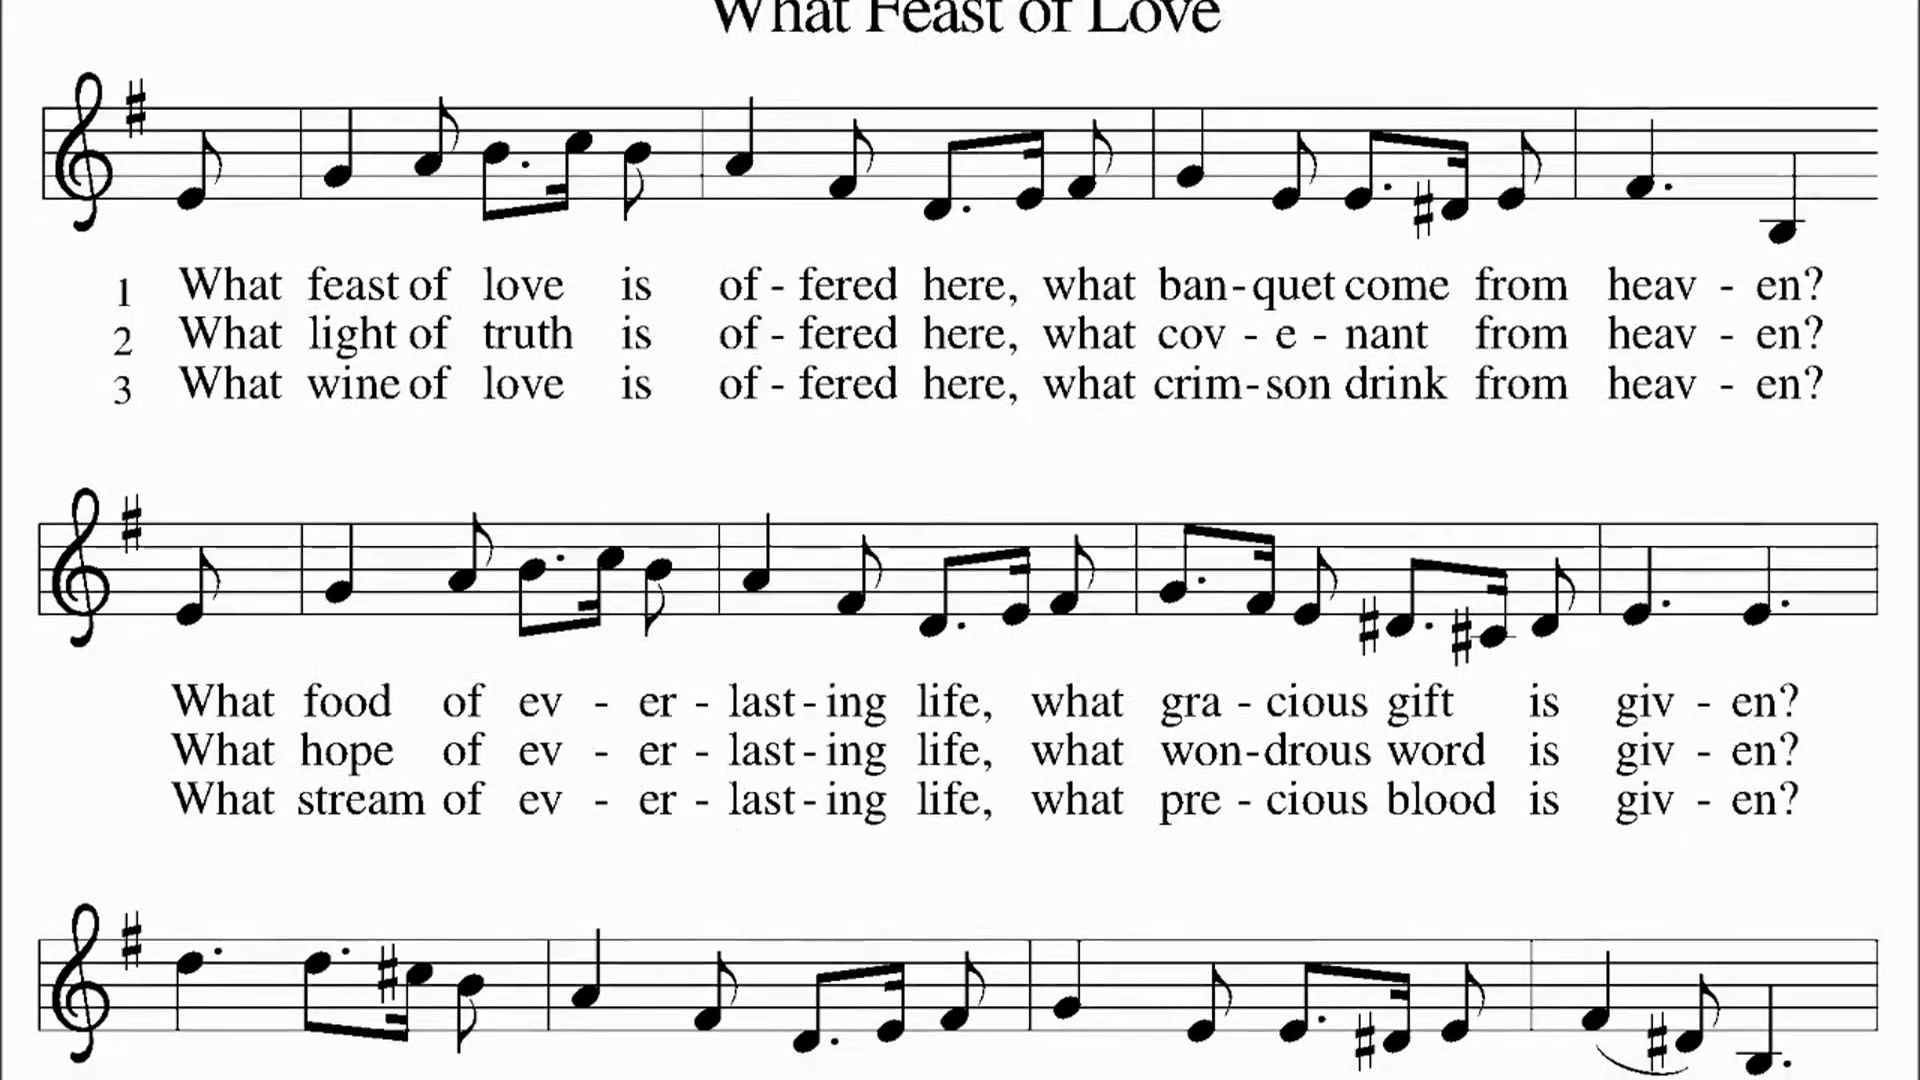 What Feast of Love
1 What feast of love is of - fered here, what ban - quet come from heav - en?
2 What light of truth is of - fered here, what cov - e - nant from heav - en?
3 What wine of love is of - fered here, what crim - son drink from heav - en?
What food of ev - er - last - ing life, what gra - cious gift is giv - en?
What hope of ev - er - last - ing life, what won - drous word is giv - en?
What stream of ev - er - last - ing life, what pre - cious blood is giv - en?